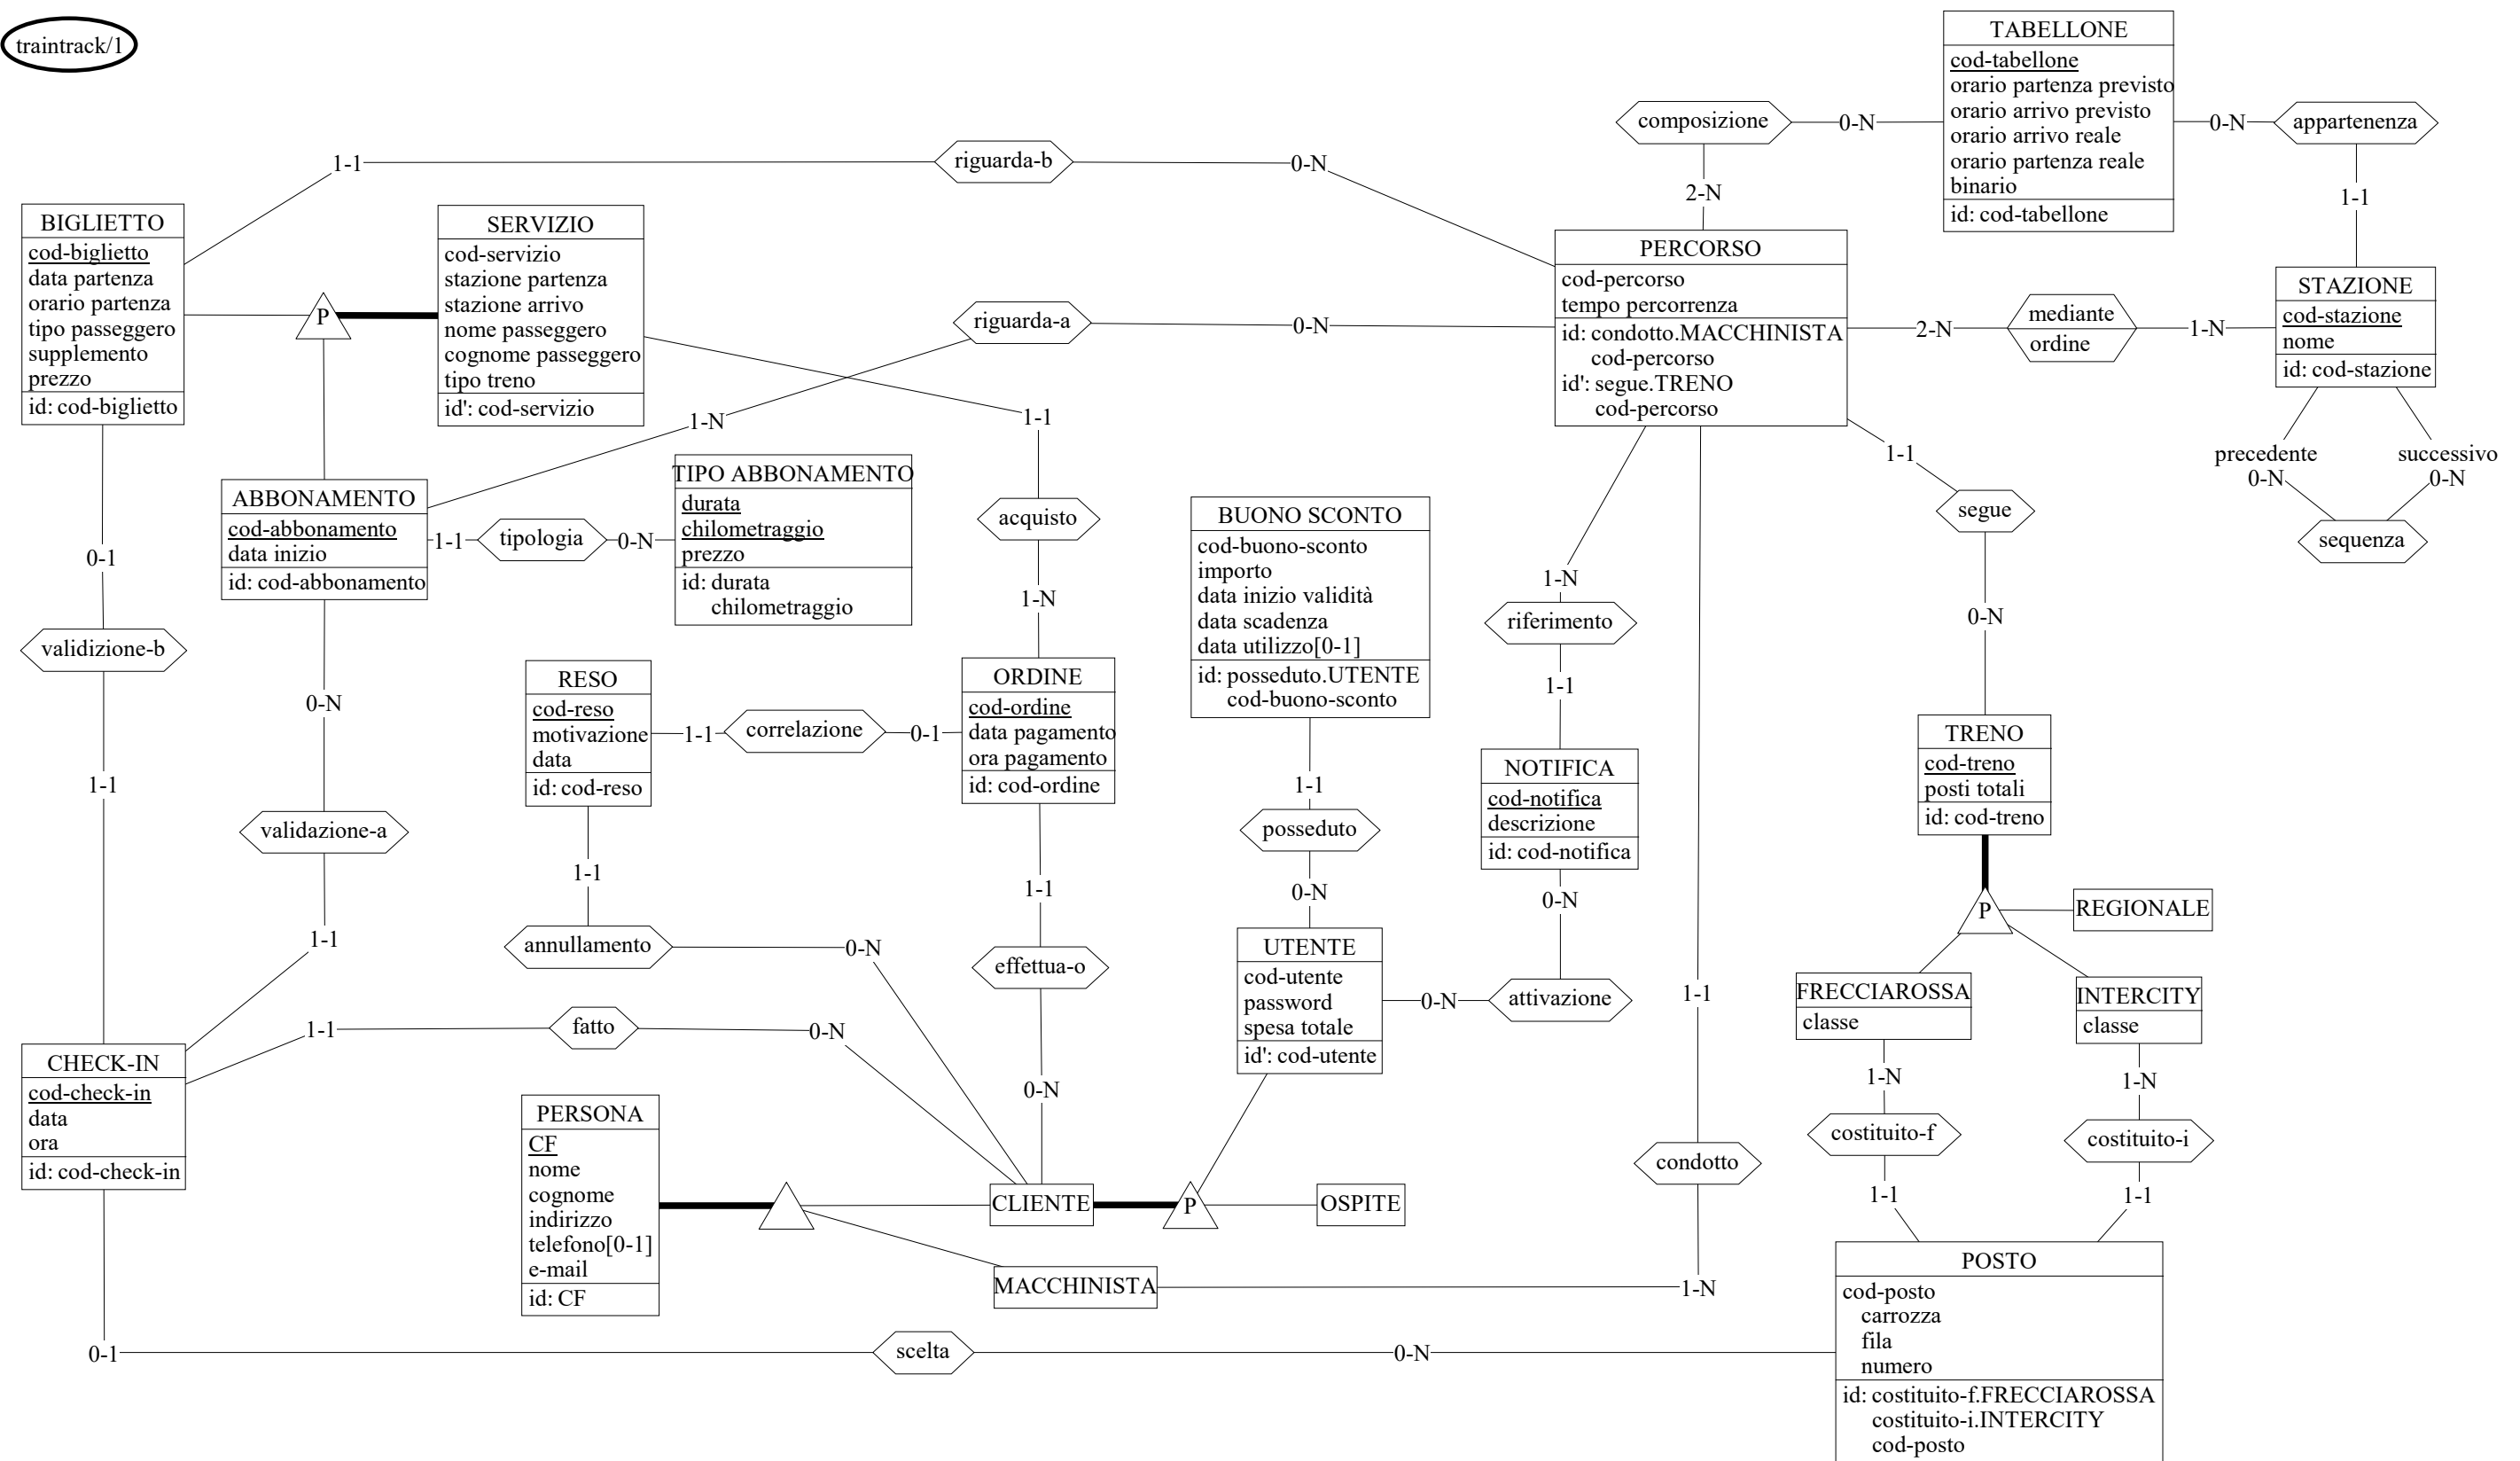 traintrack/1
TABELLONE
cod-tabellone
orario partenza previsto
orario arrivo previsto
orario arrivo reale
orario partenza reale
binario
id: cod-tabellone
composizione
0-N
0-N
appartenenza
1-1
riguarda-b
0-N
2-N
1-1
BIGLIETTO
cod-biglietto
data partenza
orario partenza
tipo passeggero
supplemento
prezzo
id: cod-biglietto
P
SERVIZIO
cod-servizio
stazione partenza
stazione arrivo
nome passeggero
cognome passeggero
tipo treno
id': cod-servizio
riguarda-a
0-N
PERCORSO
cod-percorso
tempo percorrenza
id: condotto.MACCHINISTA
cod-percorso
id': segue.TRENO
cod-percorso
2-N
mediante
ordine
1-N
STAZIONE
cod-stazione
nome
id: cod-stazione
1-N
1-1
1-1
precedente
0-N
successivo
0-N
sequenza
ABBONAMENTO
cod-abbonamento
data inizio
id: cod-abbonamento
1-1
tipologia
0-N
TIPO ABBONAMENTO
durata
chilometraggio
prezzo
id: durata
chilometraggio
acquisto
1-N
BUONO SCONTO
cod-buono-sconto
importo
data inizio validità
data scadenza
data utilizzo[0-1]
id: posseduto.UTENTE
cod-buono-sconto
segue
0-N
0-1
validizione-b
1-1
0-N
validazione-a
1-1
RESO
cod-reso
motivazione
data
id: cod-reso
1-1
correlazione
0-1
ORDINE
cod-ordine
data pagamento
ora pagamento
id: cod-ordine
1-N
riferimento
1-1
NOTIFICA
cod-notifica
descrizione
id: cod-notifica
0-N
1-1
posseduto
0-N
TRENO
cod-treno
posti totali
id: cod-treno
P
REGIONALE
1-1
annullamento
0-N
1-1
effettua-o
0-N
UTENTE
cod-utente
password
spesa totale
id': cod-utente
0-N
attivazione
1-1
FRECCIAROSSA
classe
INTERCITY
classe
1-1
fatto
0-N
CHECK-IN
cod-check-in
data
ora
id: cod-check-in
PERSONA
CF
nome
cognome
indirizzo
telefono[0-1]
e-mail
id: CF
CLIENTE
P
OSPITE
MACCHINISTA
condotto
1-N
1-N
costituito-f
1-1
1-N
costituito-i
1-1
0-1
scelta
0-N
POSTO
cod-posto
carrozza
fila
numero
id: costituito-f.FRECCIAROSSA
costituito-i.INTERCITY
cod-posto